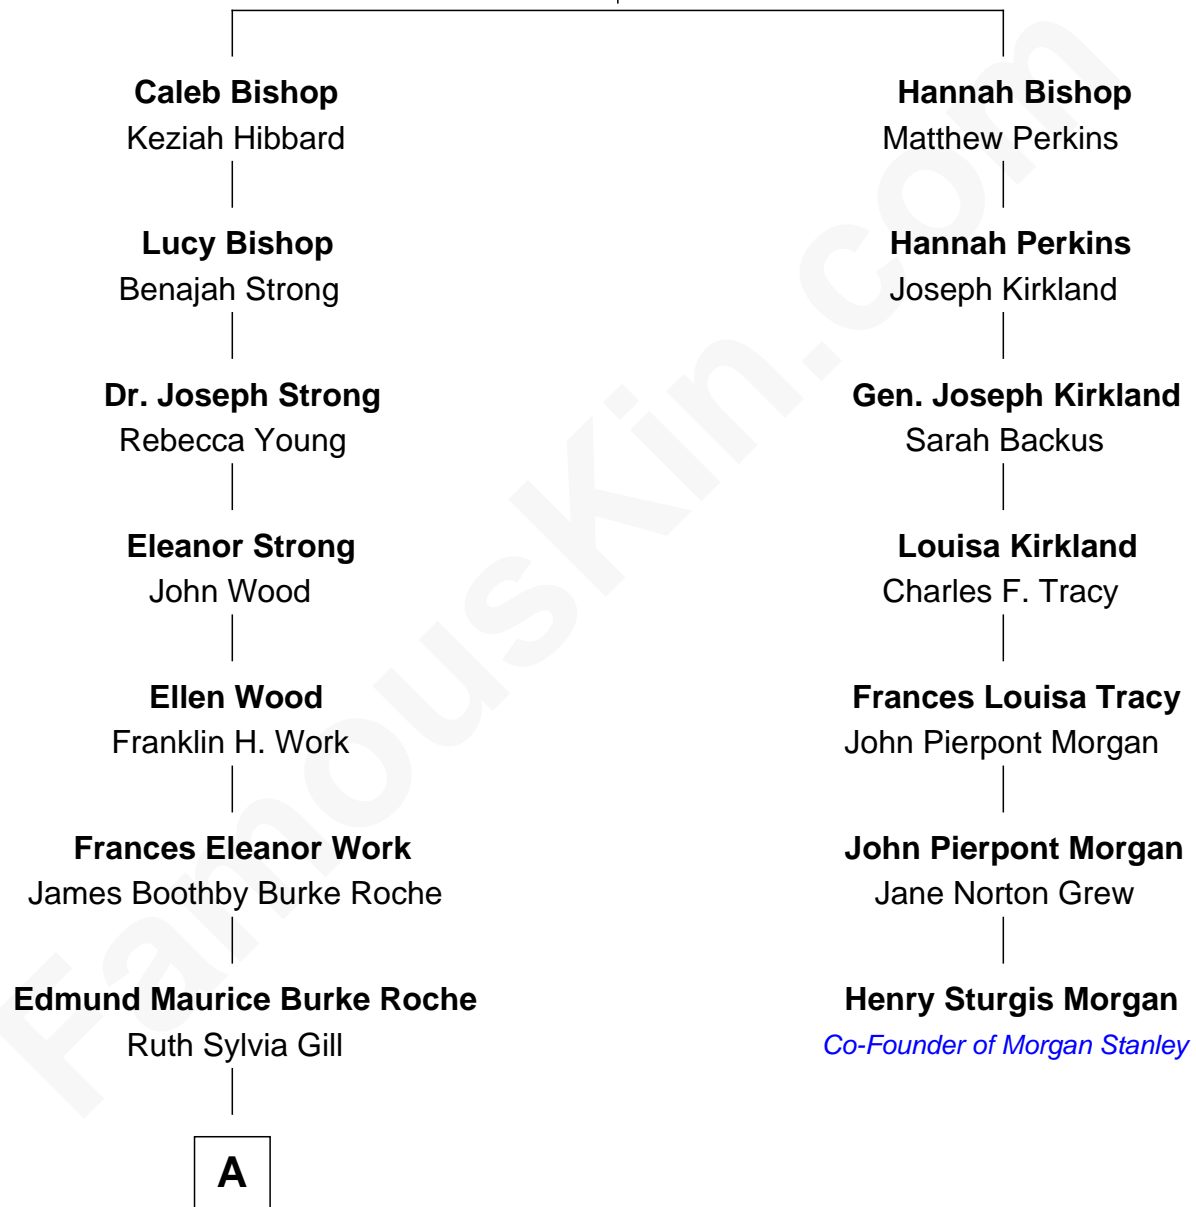 Caleb Bishop
Keziah Hibbard
Hannah Bishop
Matthew Perkins
Lucy Bishop
Benajah Strong
Hannah Perkins
Joseph Kirkland
Dr. Joseph Strong
Rebecca Young
Gen. Joseph Kirkland
Sarah Backus
Eleanor Strong
John Wood
Louisa Kirkland
Charles F. Tracy
Ellen Wood
Franklin H. Work
Frances Louisa Tracy
John Pierpont Morgan
Frances Eleanor Work
James Boothby Burke Roche
John Pierpont Morgan
Jane Norton Grew
Edmund Maurice Burke Roche
Ruth Sylvia Gill
Henry Sturgis Morgan
Co-Founder of Morgan Stanley
A
FamousKin.com